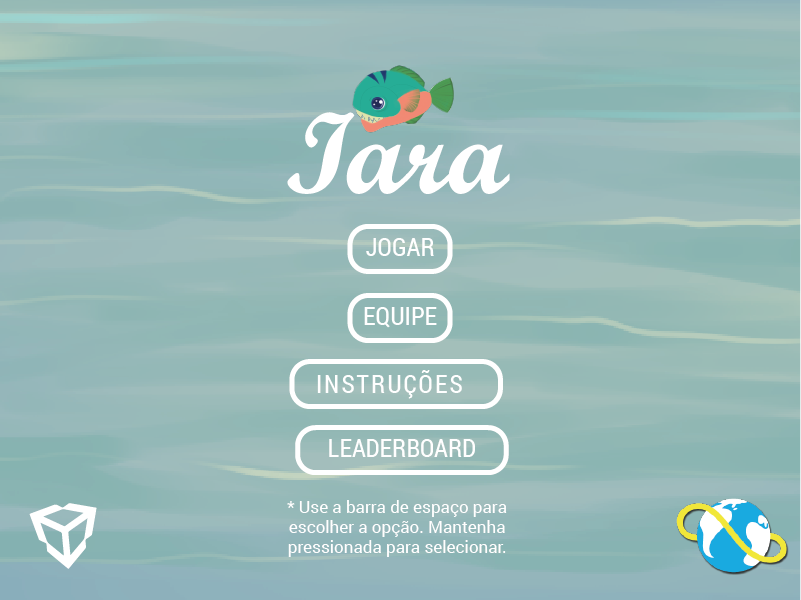 Iara
JOGAR
EQUIPE
INSTRUÇÕES
LEADERBOARD
* Use a barra de espaço para
escolher a opção. Mantenha
pressionada para selecionar.